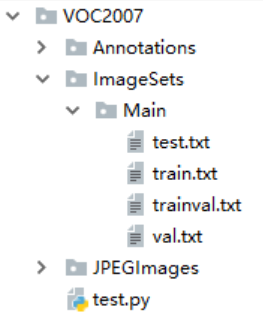 VOC2007
Annotations
ImageSets
Main
test.txt
train.txt
trainval.txt
val.txt
JPEGImages
test.py